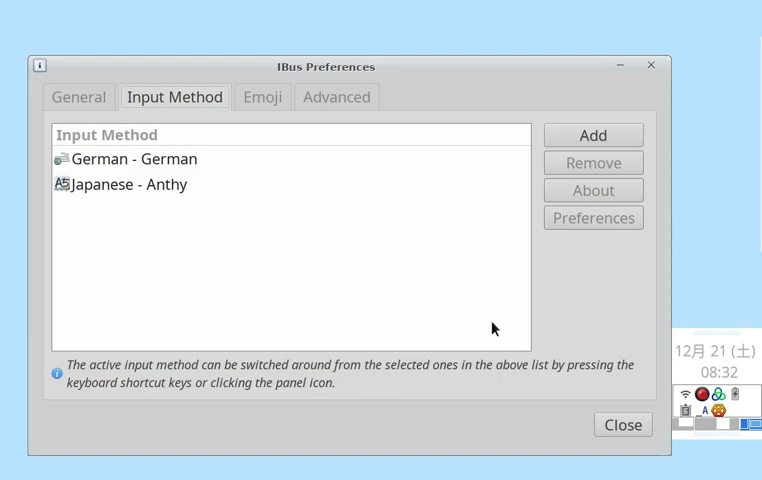 IBus Preferences
General Input Method Emoji Advanced
Input Method
German - German
Japanese - Anthy
Add
Remove
About
Preferences
The active input method can be switched around from the selected ones in the above list by pressing the
keyboard shortcut keys or clicking the panel icon.
Close
12月 21 (土)
08:32
_A